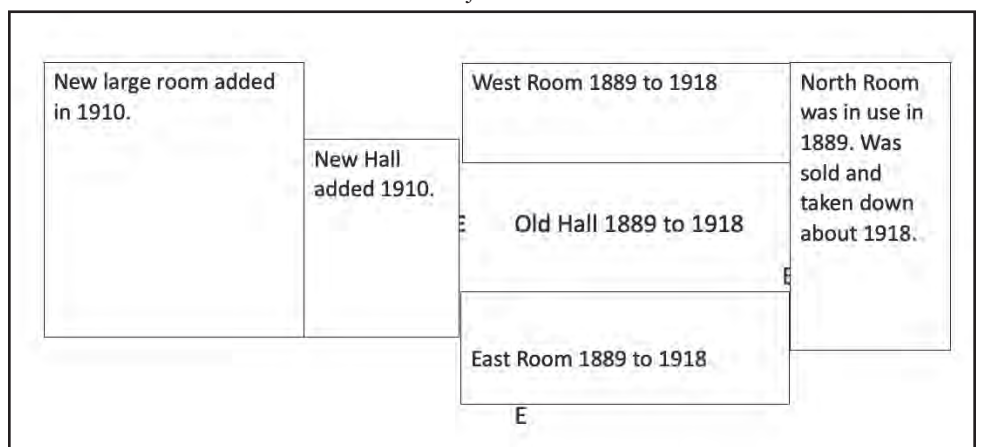 New large room added
in 1910.
New Hall
added 1910.
West Room 1889 to 1918
E
Old Hall 1889 to 1918
E
East Room 1889 to 1918
E
North Room
was in use in
1889. Was
sold and
taken down
about 1918.